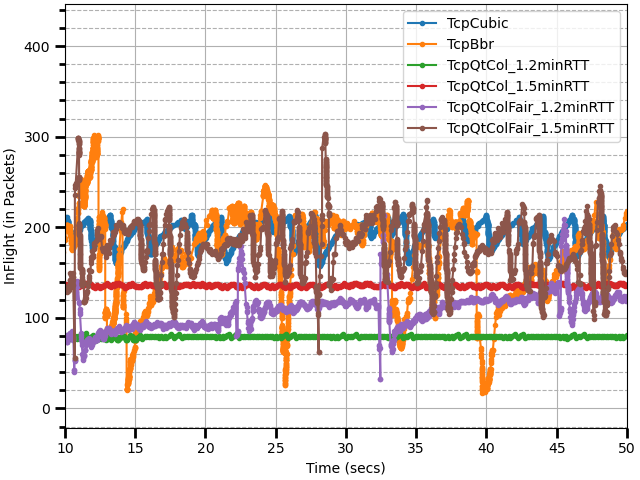 InFlight (in Packets)
400
300
200
100
0
TcpCubic
TcpBbr
TcpQtCol_1.2minRTT
TcpQtCol_1.5minRTT
TcpQtColFair_1.2minRTT
TcpQtColFair_1.5minRTT
10 15 20 25 30 35 40 45 50
Time (secs)